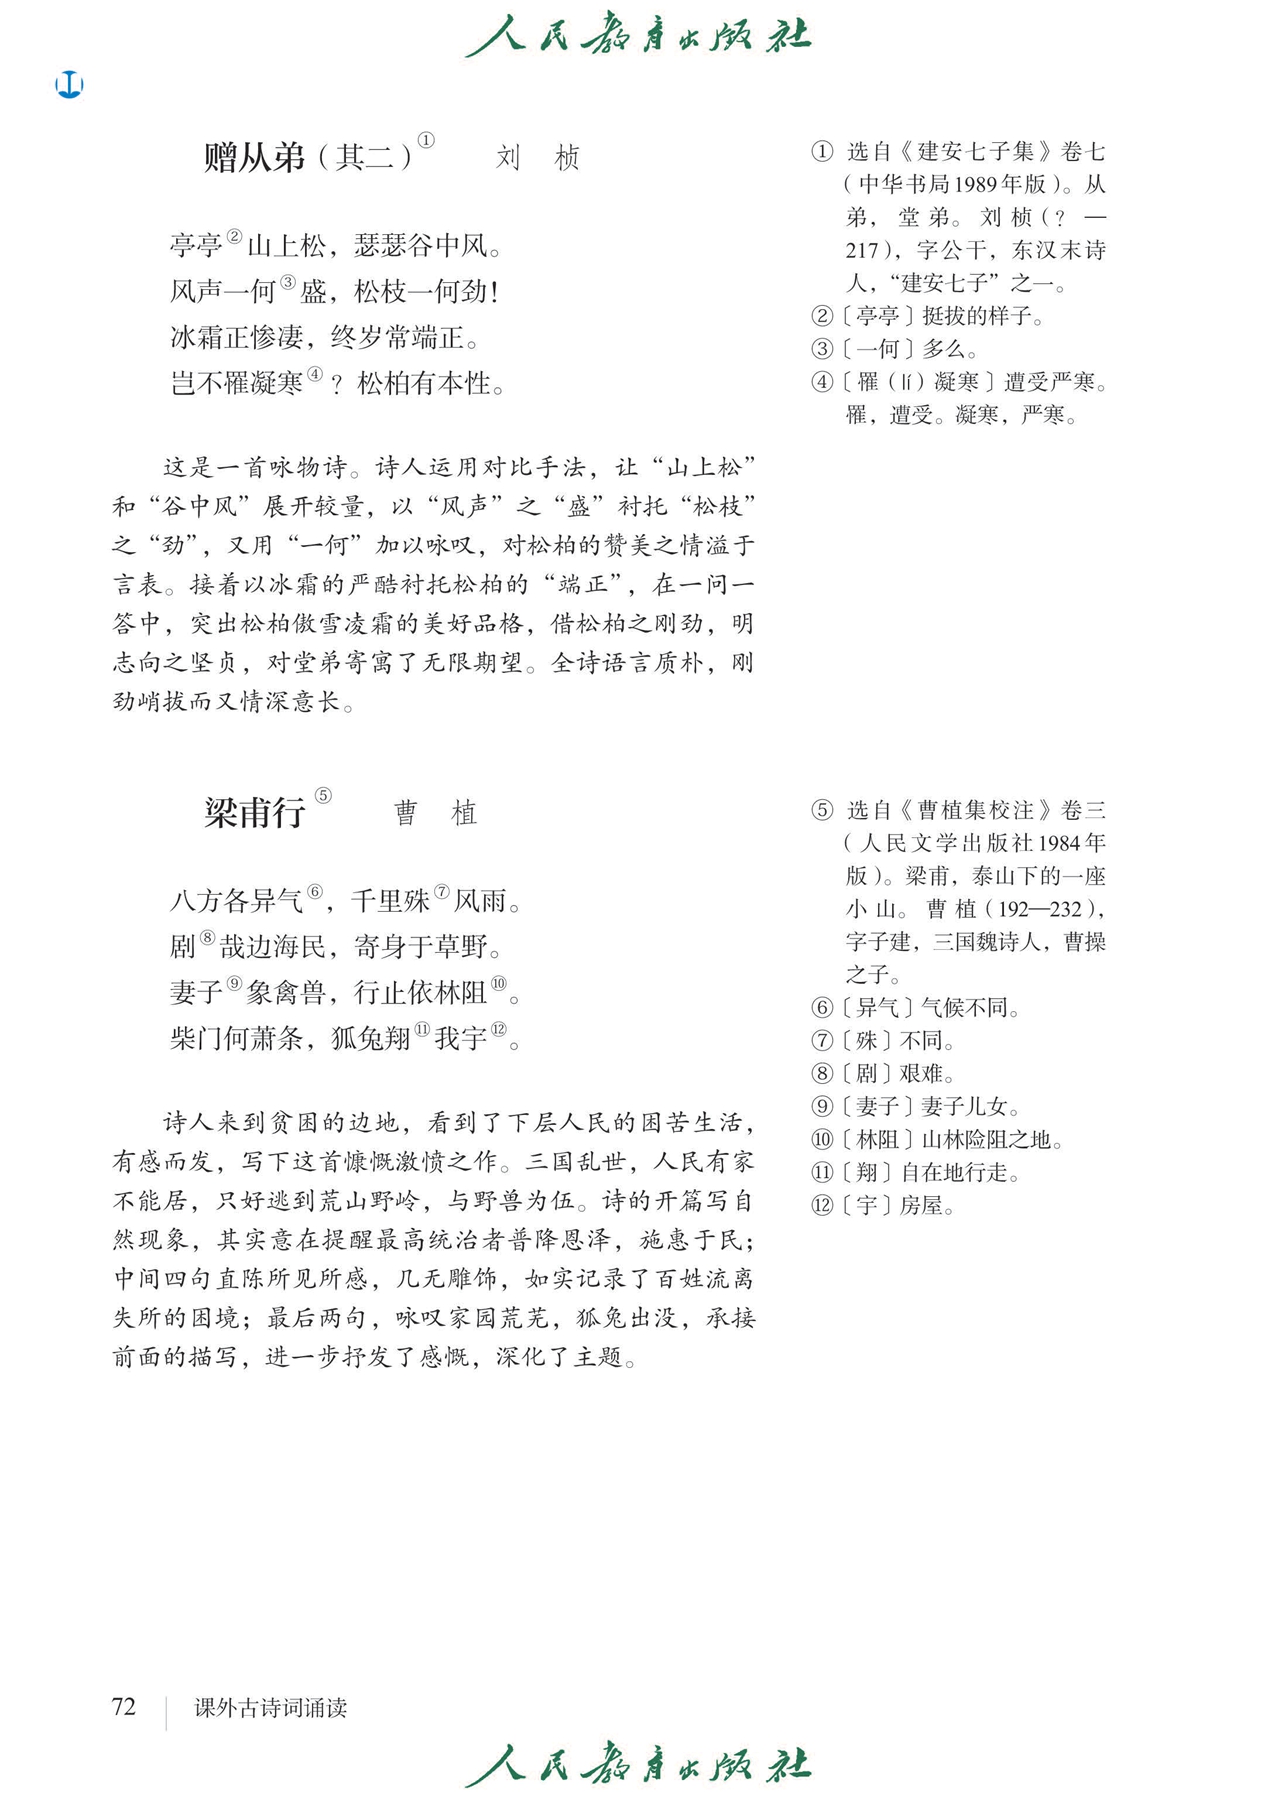 人民教育出版社
赠从弟（其二）① 刘 桢
亭亭②山上松，瑟瑟谷中风。
风声一何③盛，松枝一何劲！
冰霜正惨凄，终岁常端正。
岂不罹凝寒④？松柏有本性。
这是一首咏物诗。诗人运用对比手法，让“山上松”
和“谷中风”展开较量，以“风声”之“盛”衬托“松枝”
之“劲”，又用“一何”加以咏叹，对松柏的赞美之情溢于
言表。接着以冰霜的严酷衬托松柏的“端正”，在一问一
答中，突出松柏傲雪凌霜的美好品格，借松柏之刚劲，明
志向之坚贞，对堂弟寄寓了无限期望。全诗语言质朴，刚
劲峭拔而又情深意长。
① 选自《建安七子集》卷七
（中华书局1989年版）。从
弟，堂弟。刘桢（？—
217），字公干，东汉末诗
人，“建安七子”之一。
②〔亭亭〕挺拔的样子。
③〔一何〕多么。
④〔罹（lí）凝寒〕遭受严寒。
罹，遭受。凝寒，严寒。
梁甫行⑤ 曹 植
八方各异气⑥，千里殊⑦风雨。
剧⑧哉边海民，寄身于草野。
妻子⑨象禽兽，行止依林阻⑩。
柴门何萧条，狐兔翔⑪我宇⑫。
诗人来到贫困的边地，看到了下层人民的困苦生活，
有感而发，写下这首慷慨激愤之作。三国乱世，人民有家
不能居，只好逃到荒山野岭，与野兽为伍。诗的开篇写自
然现象，其实意在提醒最高统治者普降恩泽，施惠于民；
中间四句直陈所见所感，几无雕饰，如实记录了百姓流离
失所的困境；最后两句，咏叹家园荒芜，狐兔出没，承接
前面的描写，进一步抒发了感慨，深化了主题。
⑤ 选自《曹植集校注》卷三
（人民文学出版社1984年
版）。梁甫，泰山下的一座
小山。曹植（192—232），
字子建，三国魏诗人，曹操
之子。
⑥〔异气〕气候不同。
⑦〔殊〕不同。
⑧〔剧〕艰难。
⑨〔妻子〕妻子儿女。
⑩〔林阻〕山林险阻之地。
⑪〔翔〕自在地行走。
⑫〔宇〕房屋。
72 课外古诗词诵读
人民教育出版社